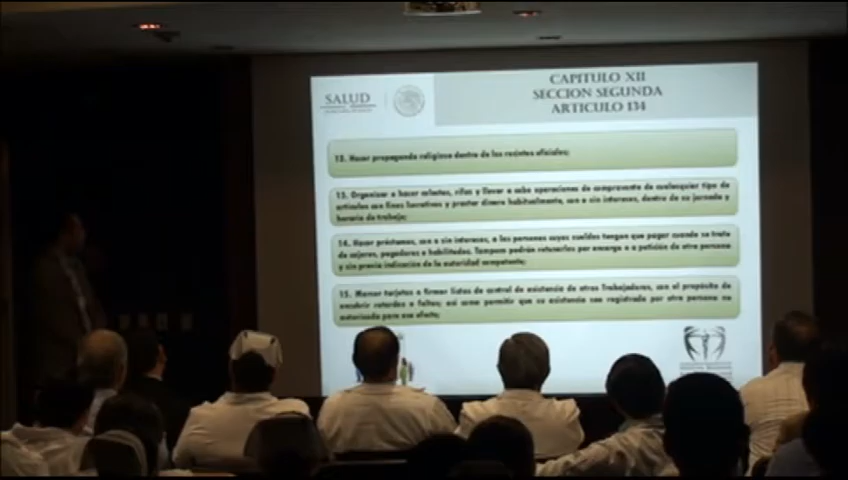 SALUD
CAPITULO XII
SECCION SEGUNDA
ARTICULO 134
12. Hacer propaganda religiosa dentro de los recintos oficiales;
13. Organizar o hacer colectas, rifas y llevar a cabo operaciones de compraventa de cualesquier tipo de
artículos con fines lucrativos y prestar dinero habitualmente, con o sin intereses, dentro de su jornada y
horario de trabajo;
14. Hacer préstamos, con o sin intereses, a las personas cuyos sueldos tengan que pagar cuando se trate
de cajeros, pagadores o habilitados. Tampoco podrán retenerlos por encargo o a petición de otra persona
y sin previa indicación de la autoridad competente;
15. Marcar tarjetas o firmar listas de control de asistencia de otros Trabajadores, con el propósito de
encubrir retardos o faltas; así como permitir que su asistencia sea registrada por otra persona no
autorizada para ese efecto;